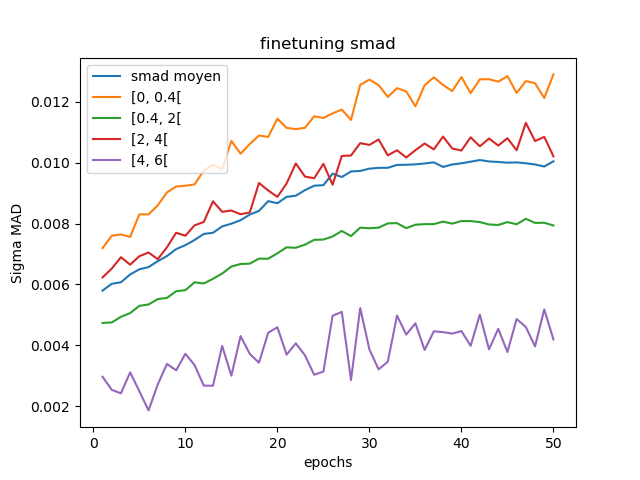 finetuning smad
smad moyen
[0, 0.4[
[0.4, 2[
[2, 4[
[4, 6[
0.012
0.010
0.008
0.006
0.004
0.002
Sigma MAD
0 10 20 30 40 50
epochs